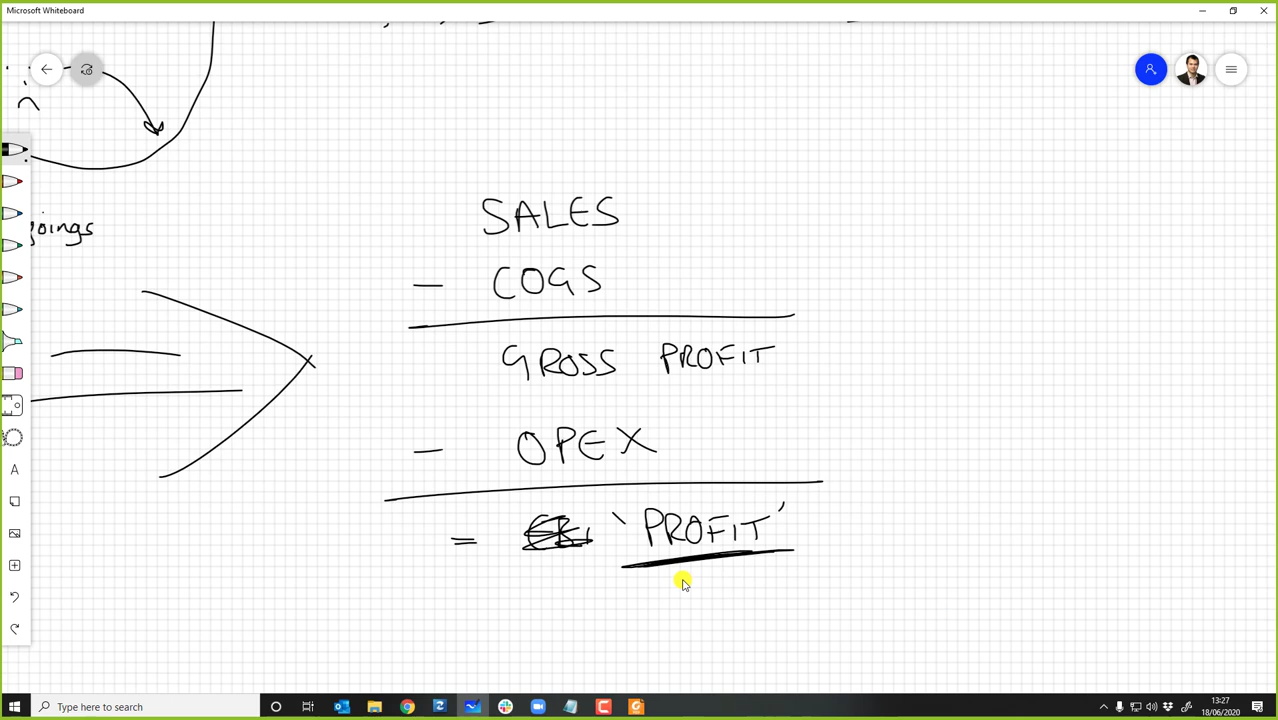 Microsoft Whiteboard
goings
SALES
– COGS
GROSS PROFIT
– OPEX
= 'PROFIT'
A
Type here to search
13:27
18/06/2020